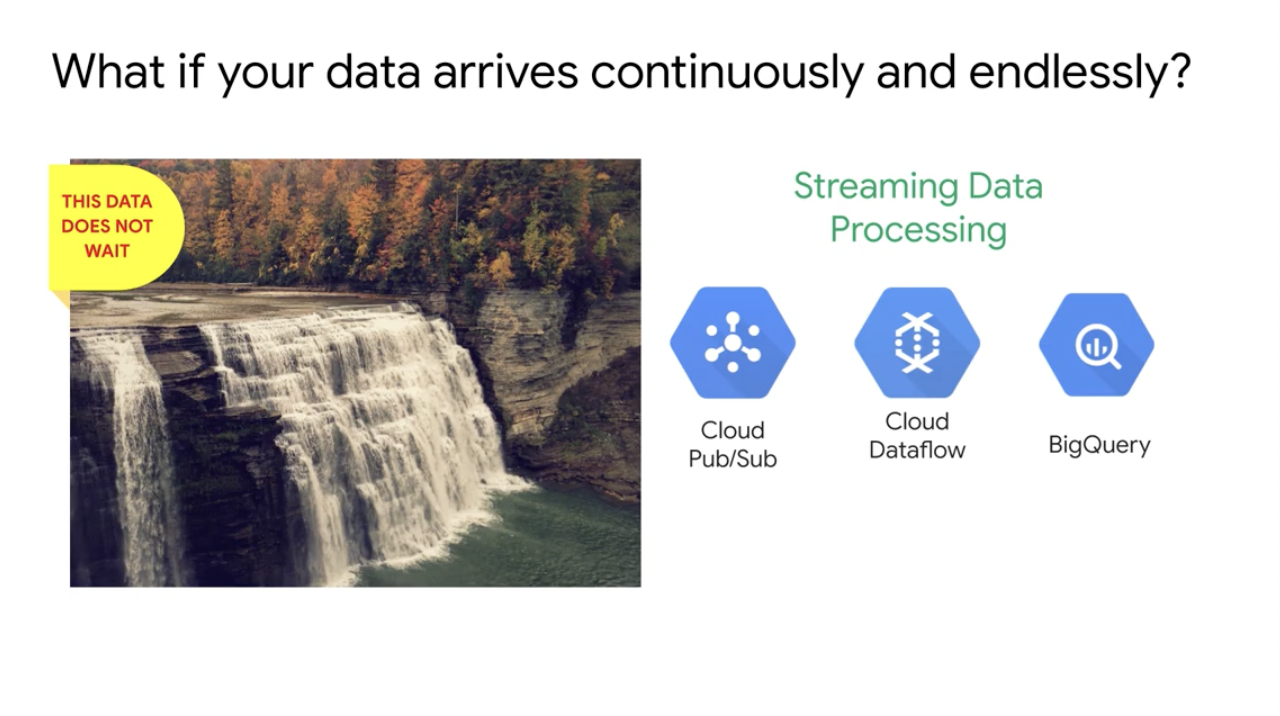 What if your data arrives continuously and endlessly?
THIS DATA
DOES NOT
WAIT
Streaming Data
Processing
Cloud
Pub/Sub
Cloud
Dataflow
BigQuery